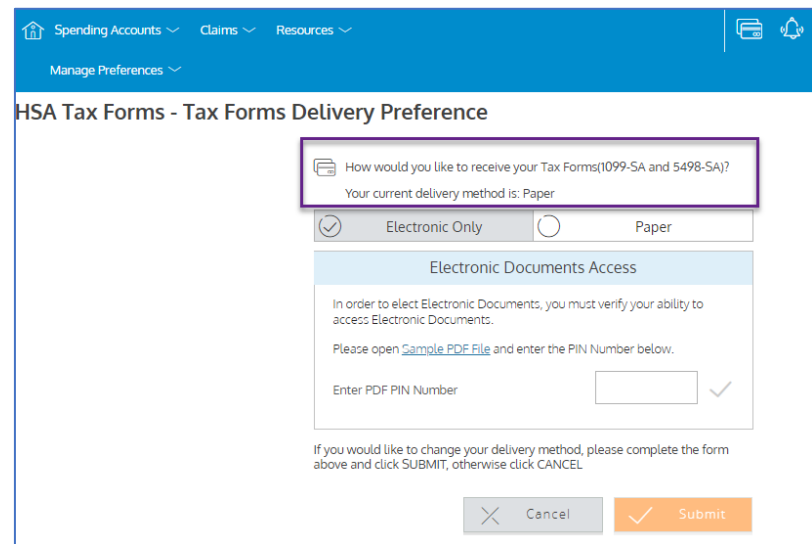 Spending Accounts Claims Resources
Manage Preferences
HSA Tax Forms - Tax Forms Delivery Preference
How would you like to receive your Tax Forms(1099-SA and 5498-SA)?
Your current delivery method is: Paper
Electronic Only Paper
Electronic Documents Access
In order to elect Electronic Documents, you must verify your ability to
access Electronic Documents.
Please open Sample PDF File and enter the PIN Number below.
Enter PDF PIN Number
If you would like to change your delivery method, please complete the form
above and click SUBMIT, otherwise click CANCEL
Cancel Submit